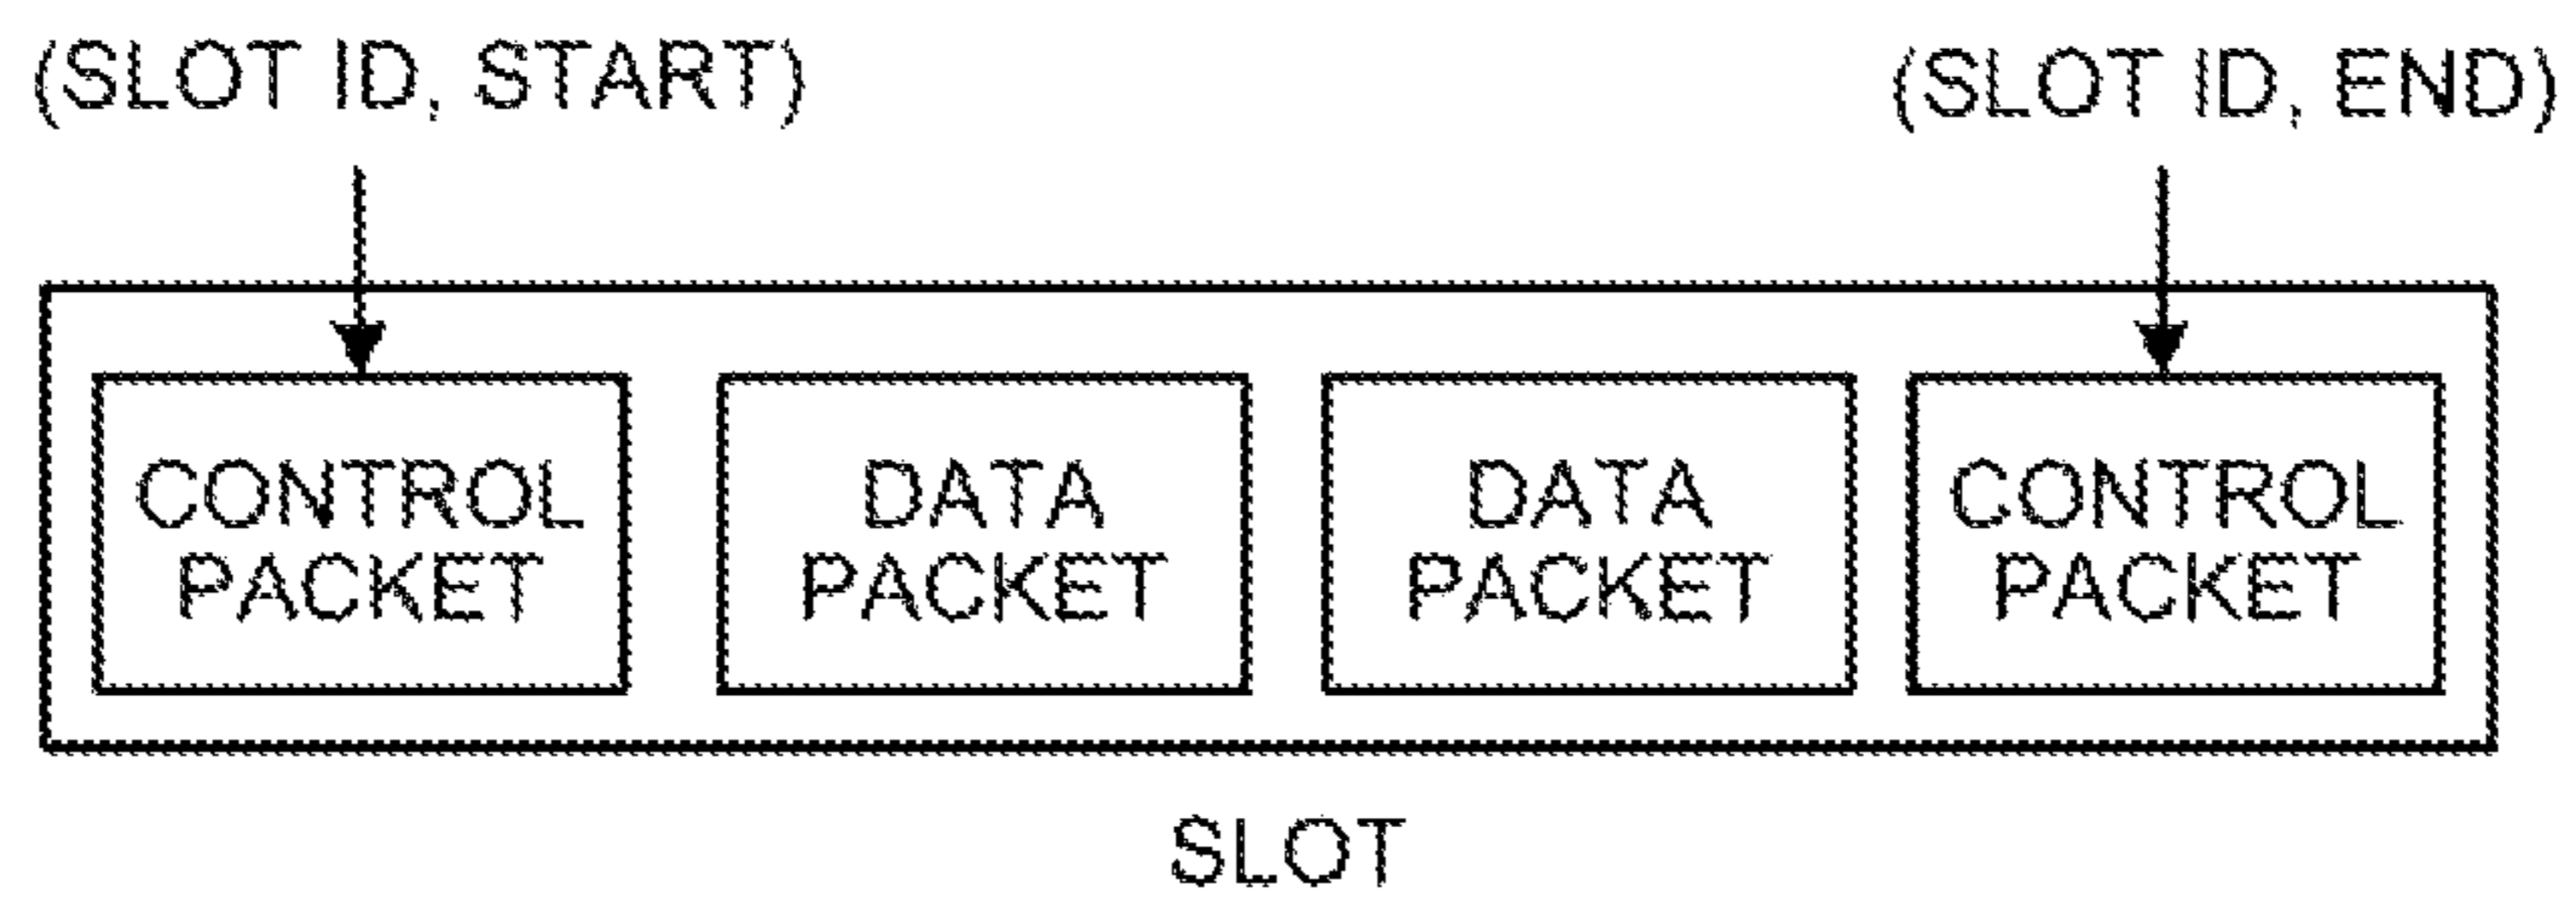 (SLOT ID, START)
(SLOT ID, END)
CONTROL
PACKET
DATA
PACKET
DATA
PACKET
CONTROL
PACKET
SLOT